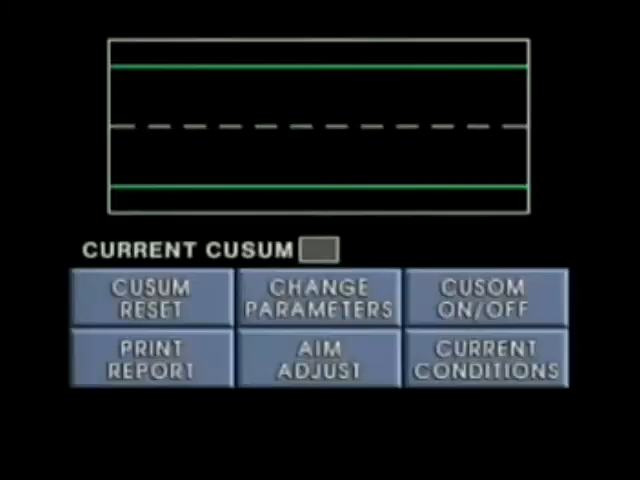 CURRENT CUSUM
CUSUM
RESET
CHANGE
PARAMETERS
CUSOM
ON/OFF
PRINT
REPORT
AIM
ADJUST
CURRENT
CONDITIONS